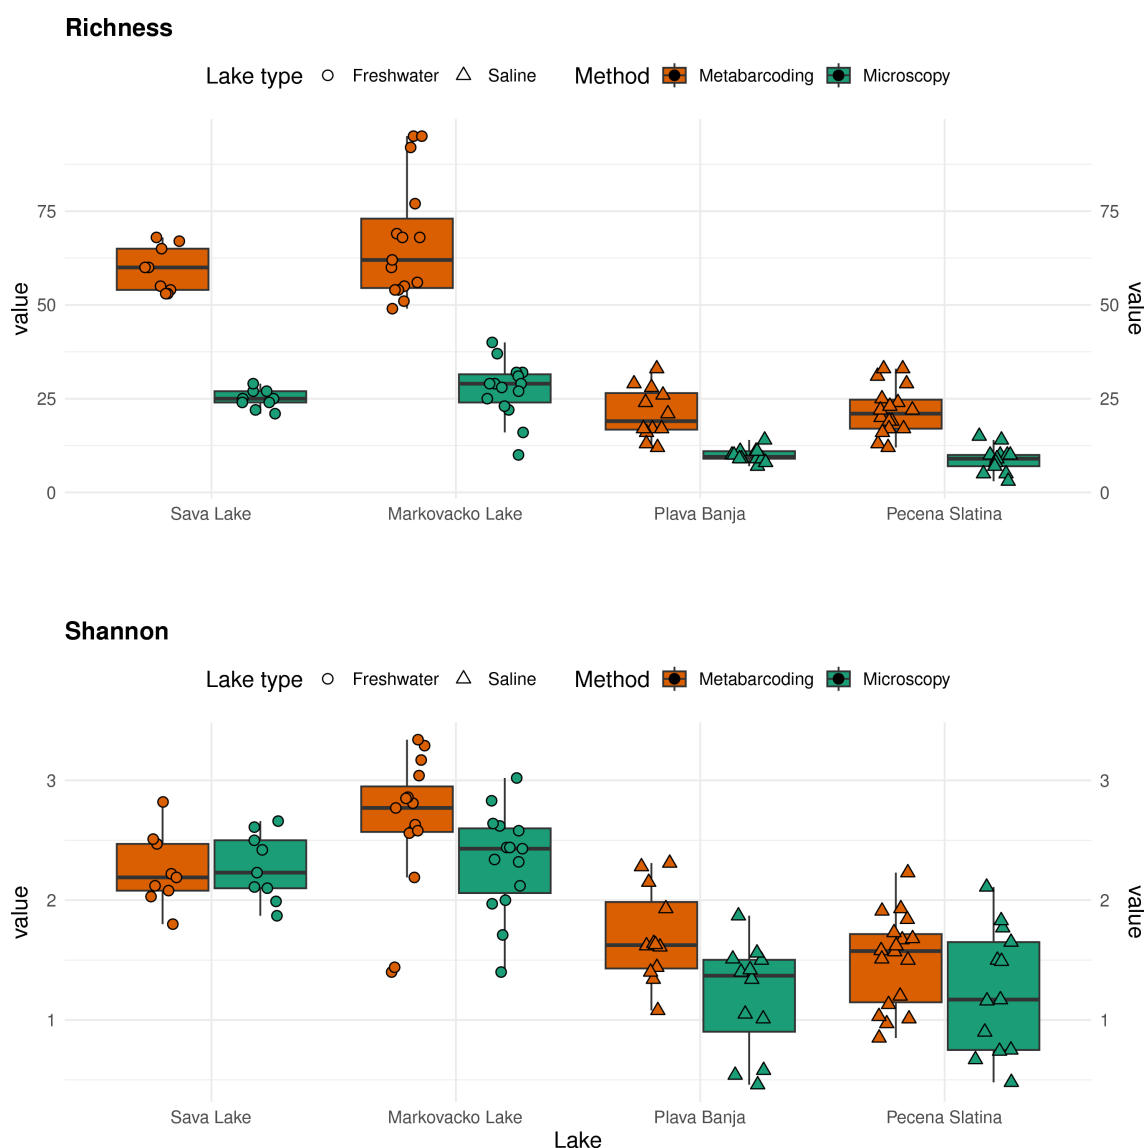 Richness
Lake type Freshwater Saline Method Metabarcoding Microscopy
75 75
50 50
25 25
0 0
value value
Sava Lake Markovacko Lake Plava Banja Pecena Slatina
Shannon
Lake type Freshwater Saline Method Metabarcoding Microscopy
3 3
2 2
1 1
value value
Sava Lake Markovacko Lake Plava Banja Pecena Slatina
Lake